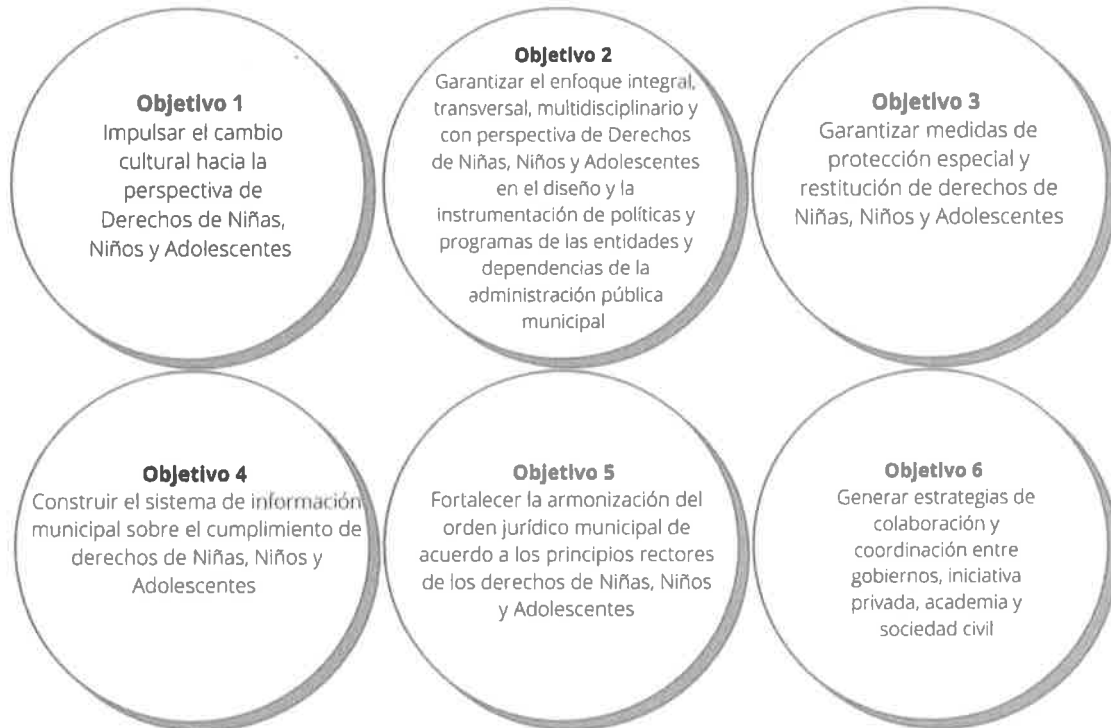 Objetivo 1
Impulsar el cambio
cultural hacia la
perspectiva de
Derechos de Niñas,
Niños y Adolescentes
Objetivo 2
Garantizar el enfoque integral,
transversal, multidisciplinario y
con perspectiva de Derechos
de Niñas, Niños y Adolescentes
en el diseño y la
instrumentación de políticas y
programas de las entidades y
dependencias de la
administración pública
municipal
Objetivo 3
Garantizar medidas de
protección especial y
restitución de derechos de
Niñas, Niños y Adolescentes
Objetivo 4
Construir el sistema de información
municipal sobre el cumplimiento de
derechos de Niñas, Niños y
Adolescentes
Objetivo 5
Fortalecer la armonización del
orden jurídico municipal de
acuerdo a los principios rectores
de los derechos de Niñas, Niños
y Adolescentes
Objetivo 6
Generar estrategias de
colaboración y
coordinación entre
gobiernos, iniciativa
privada, academia y
sociedad civil